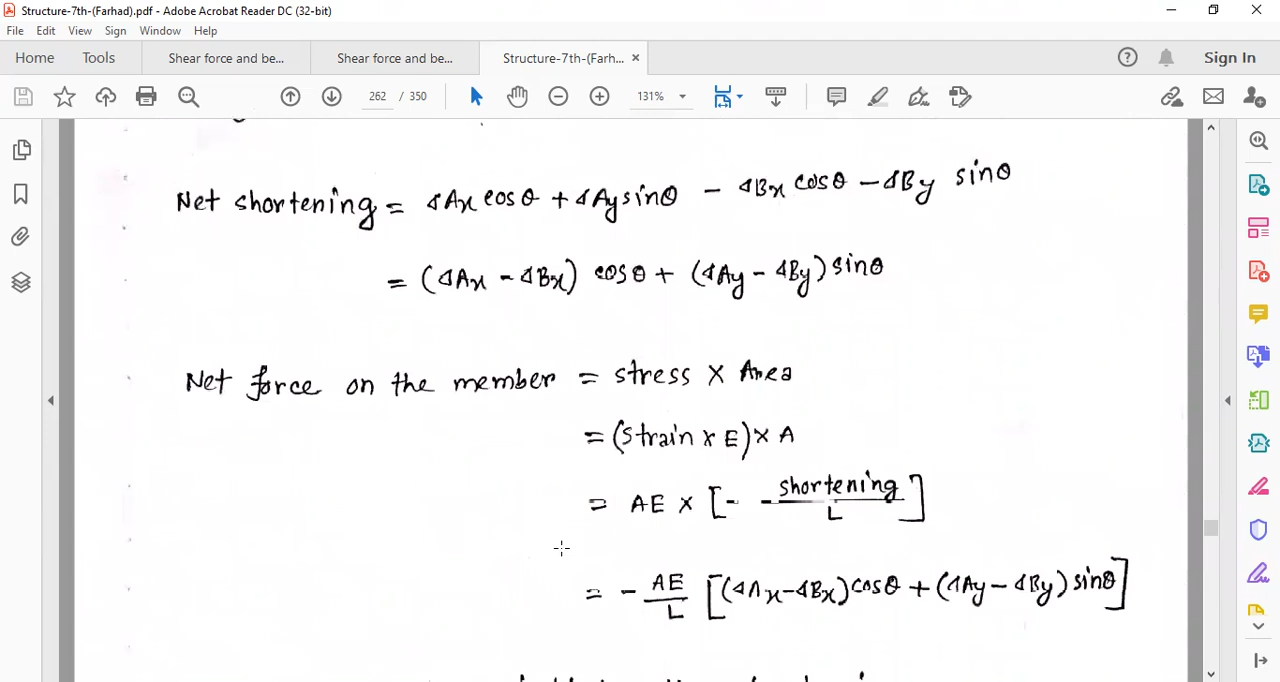 Structure-7th-(Farhad).pdf - Adobe Acrobat Reader DC (32-bit)
File Edit View Sign Window Help
Home Tools Shear force and be... Shear force and be... Structure-7th-(Farh... × Sign In
262 / 350 131%
Net shortening = ΔAx cosθ + ΔAy sinθ - ΔBx cosθ - ΔBy sinθ
= (ΔAx - ΔBx) cosθ + (ΔAy - ΔBy) sinθ
Net force on the member = stress × Area
= (strain × E) × A
= AE × [- shortening / L]
= - AE/L [(ΔAx - ΔBx) cosθ + (ΔAy - ΔBy) sinθ]